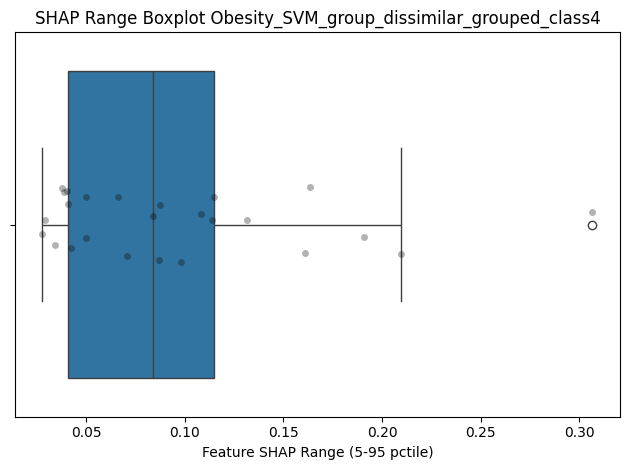 SHAP Range Boxplot Obesity_SVM_group_dissimilar_grouped_class4
0.05 0.10 0.15 0.20 0.25 0.30
Feature SHAP Range (5-95 pctile)